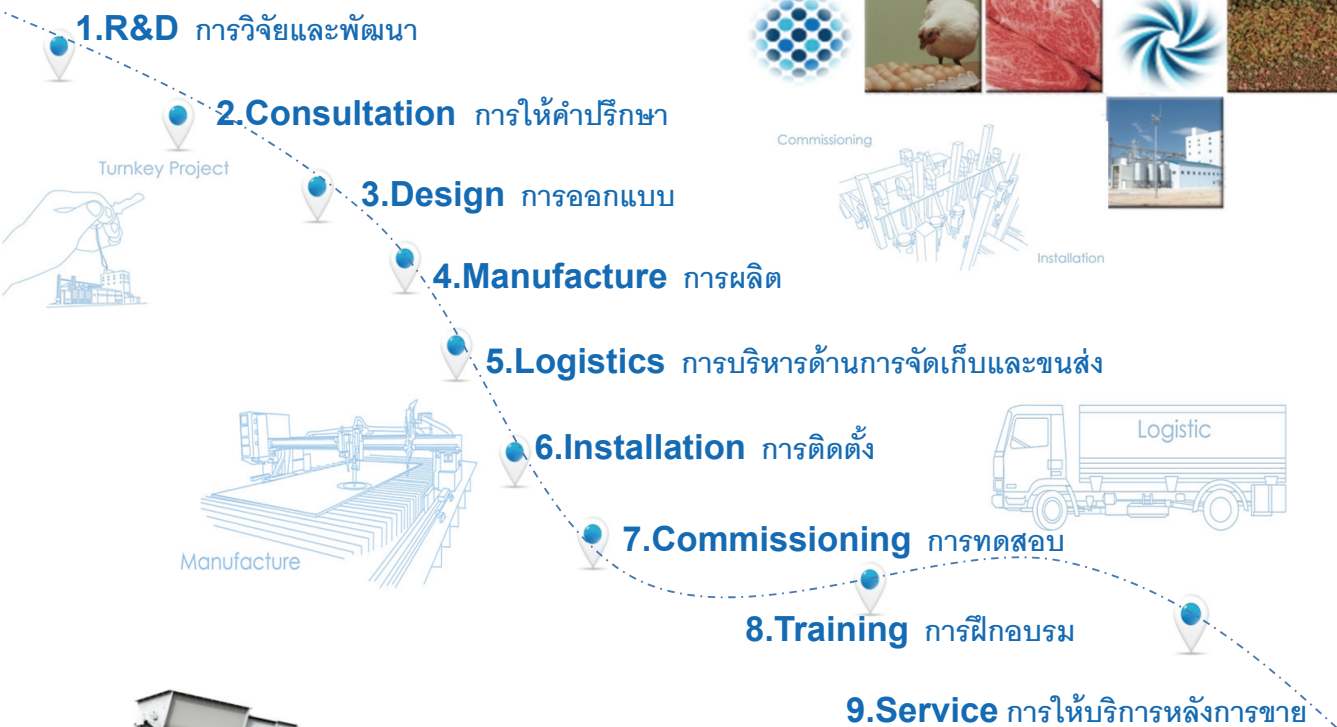 1.R&D การวิจัยและพัฒนา
2.Consultation การให้คำปรึกษา
Commissioning
Turnkey Project
3.Design การออกแบบ
Installation
4.Manufacture การผลิต
5.Logistics การบริหารด้านการจัดเก็บและขนส่ง
Logistic
6.Installation การติดตั้ง
7.Commissioning การทดสอบ
Manufacture
8.Training การฝึกอบรม
9.Service การให้บริการหลังการขาย